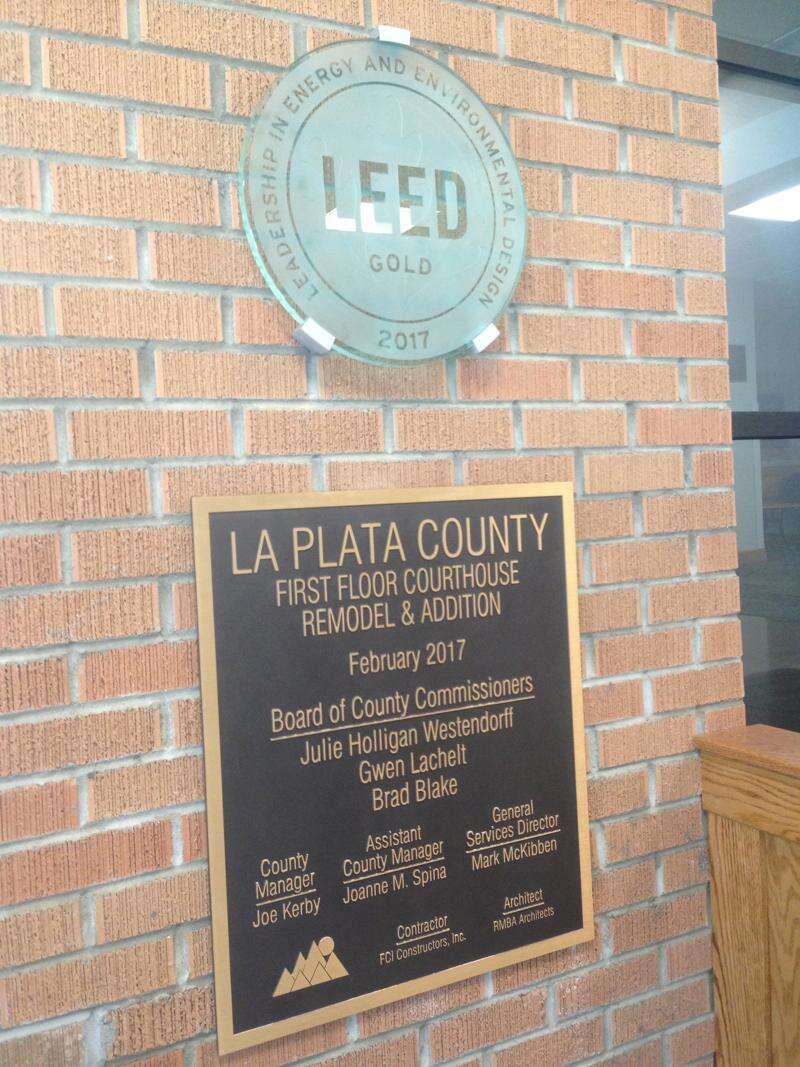 LEADERSHIP IN ENERGY AND ENVIRONMENTAL DESIGN
LEED
GOLD
2017
LA PLATA COUNTY
FIRST FLOOR COURTHOUSE
REMODEL & ADDITION
February 2017
Board of County Commissioners
Julie Holligan Westendorff
Gwen Lachelt
Brad Blake
County
Manager
Joe Kerby
Assistant
County Manager
Joanne M. Spina
General
Services Director
Mark McKibben
Contractor
FCI Constructors, Inc.
Architect
RMBA Architects